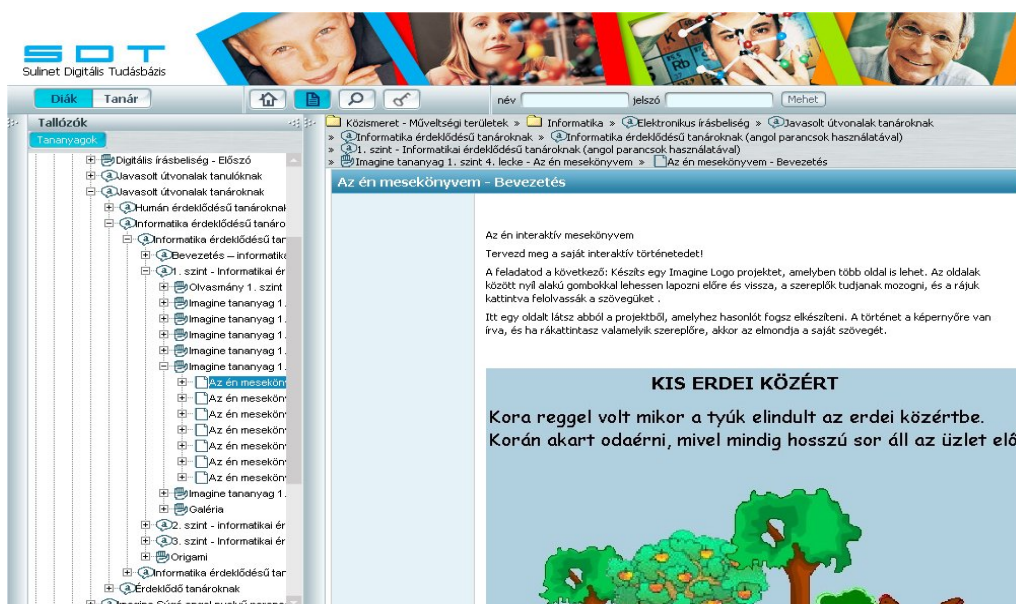 SDT
Sulinet Digitális Tudásbázis
Diák Tanár
név jelszó Mehet
Tallózók
Tananyagok
Digitális írásbeliség - Előszó
Javasolt útvonalak tanulóknak
Javasolt útvonalak tanároknak
Humán érdeklődésű tanároknak
Informatika érdeklődésű tanáro
Informatika érdeklődésű tar
Bevezetés – informatika
1. szint - Informatikai ér
Olvasmány 1. szint
Imagine tananyag 1.
Imagine tananyag 1.
Imagine tananyag 1.
Imagine tananyag 1.
Imagine tananyag 1.
Az én mesekön
Az én mesekön
Az én mesekön
Az én mesekön
Az én mesekön
Az én mesekön
Az én mesekön
Imagine tananyag 1.
Galéria
2. szint - informatikai ér
3. szint - Informatikai ér
Origami
Informatika érdeklődésű tar
Érdeklődő tanároknak
Közismeret - Műveltségi területek » Informatika » Elektronikus írásbeliség » Javasolt útvonalak tanároknak
» Informatika érdeklődésű tanároknak » Informatika érdeklődésű tanároknak (angol parancsok használatával)
» 1. szint - Informatikai érdeklődésű tanároknak (angol parancsok használatával)
» Imagine tananyag 1. szint 4. lecke - Az én mesekönyvem » Az én mesekönyvem - Bevezetés
Az én mesekönyvem - Bevezetés
Az én interaktív mesekönyvem
Tervezd meg a saját interaktív történetedet!
A feladatod a következő: Készíts egy Imagine Logo projektet, amelyben több oldal is lehet. Az oldalak
között nyíl alakú gombokkal lehessen lapozni előre és vissza, a szereplők tudjanak mozogni, és a rájuk
kattintva felolvassák a szövegüket .
Itt egy oldalt látsz abból a projektből, amelyhez hasonlót fogsz elkészíteni. A történet a képernyőre van
írva, és ha rákattintasz valamelyik szereplőre, akkor az elmondja a saját szövegét.
KIS ERDEI KÖZÉRT
Kora reggel volt mikor a tyúk elindult az erdei közértbe.
Korán akart odaérni, mivel mindig hosszú sor áll az üzlet elő